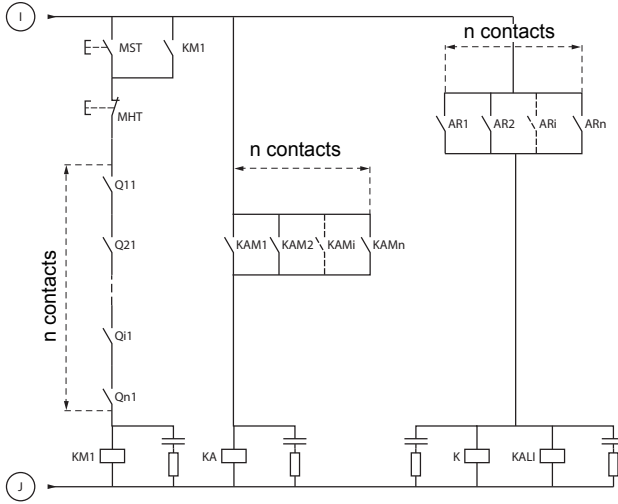 I
MST
KM1
MHT
n contacts
Q11
Q21
Qi1
Qn1
n contacts
KAM1 KAM2 KAMi KAMn
n contacts
AR1 AR2 ARi ARn
KM1
KA
K
KALI
J